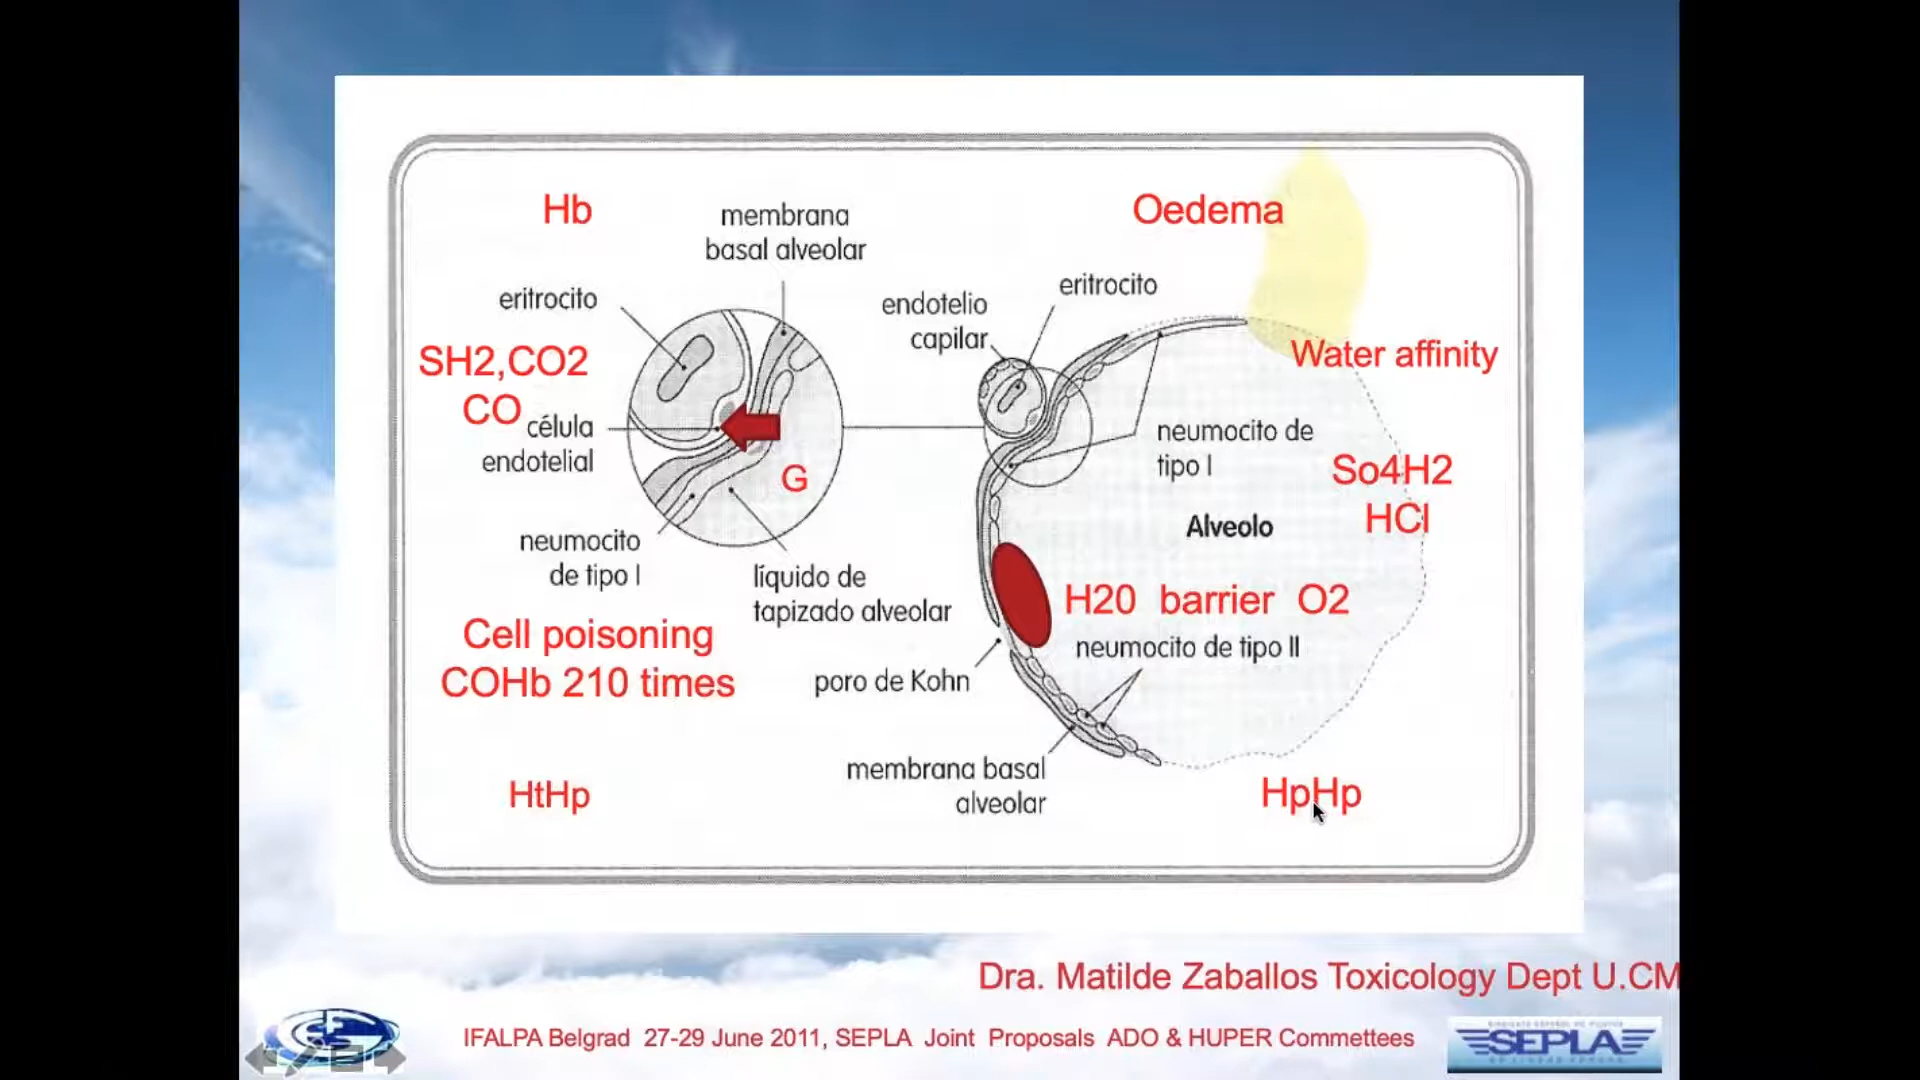 Hb
Oedema
membrana
basal alveolar
eritrocito
endotelio
capilar
eritrocito
SH2,CO2
CO
Water affinity
célula
endotelial
G
neumocito de
tipo I
So4H2
HCl
Alveolo
neumocito
de tipo I
líquido de
tapizado alveolar
H20 barrier O2
neumocito de tipo II
Cell poisoning
COHb 210 times
poro de Kohn
membrana basal
alveolar
HtHp
HpHp
Dra. Matilde Zaballos Toxicology Dept U.CM
IFALPA Belgrad 27-29 June 2011, SEPLA Joint Proposals ADO & HUPER Commettees
SEPLA